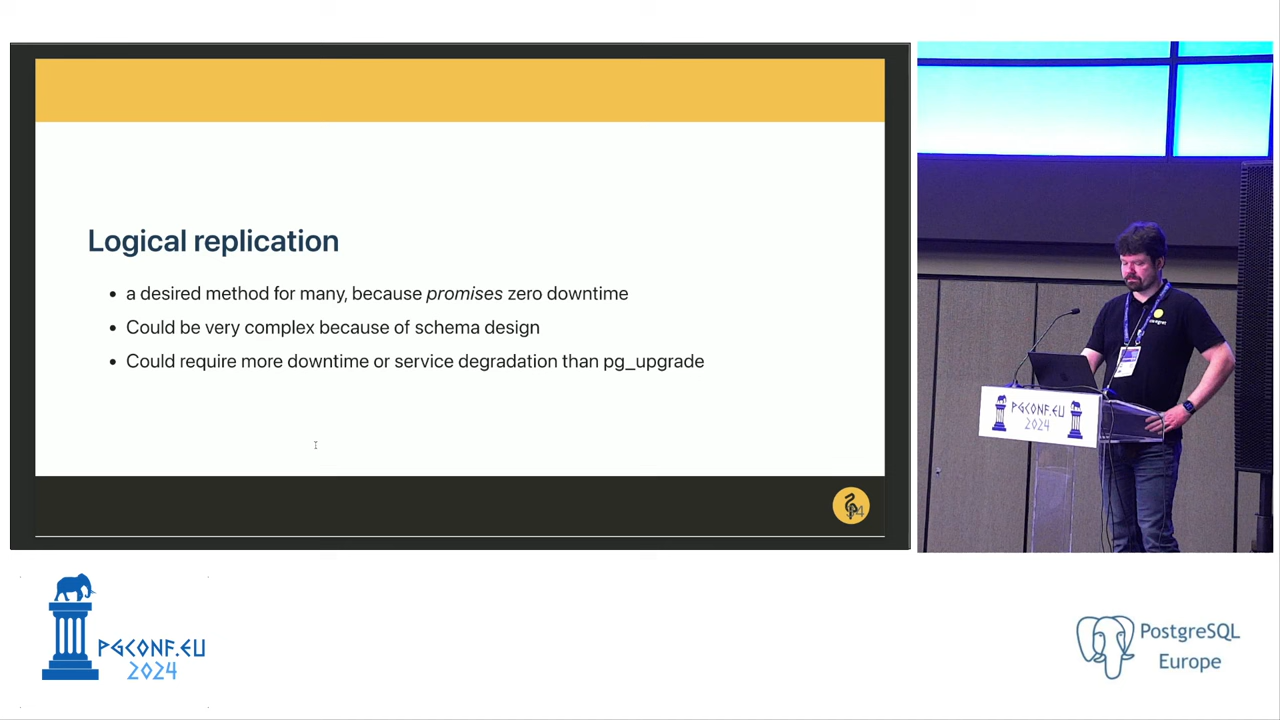 Logical replication
a desired method for many, because promises zero downtime
Could be very complex because of schema design
Could require more downtime or service degradation than pg_upgrade
PGCONF.EU
2024
PGCONF.EU
2024
PostgreSQL
Europe